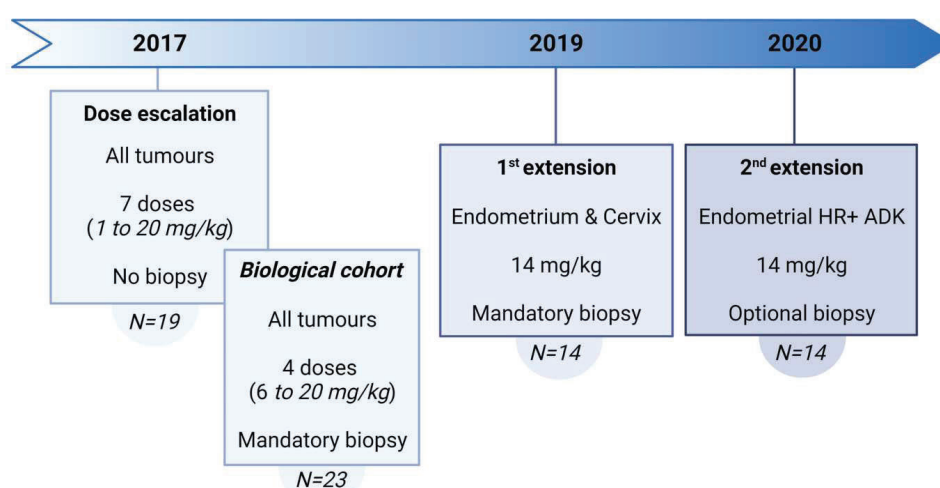 2017
2019
2020
Dose escalation
All tumours
7 doses
(1 to 20 mg/kg)
No biopsy
N=19
Biological cohort
All tumours
4 doses
(6 to 20 mg/kg)
Mandatory biopsy
N=23
1st extension
Endometrium & Cervix
14 mg/kg
Mandatory biopsy
N=14
2nd extension
Endometrial HR+ ADK
14 mg/kg
Optional biopsy
N=14